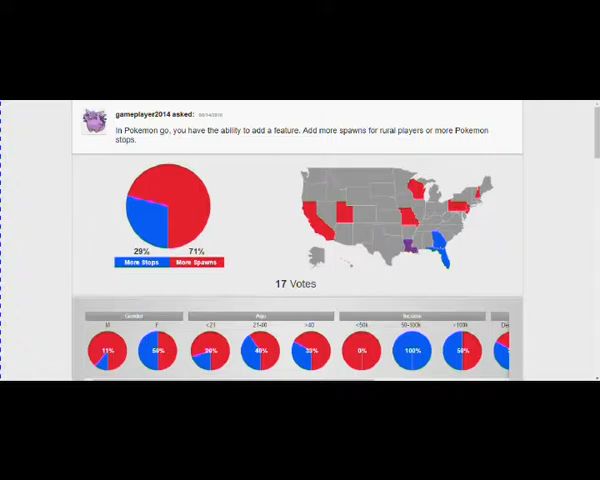 gameplayer2014 asked:
In Pokemon go, you have the ability to add a feature. Add more spawns for rural players or more Pokemon
stops.
29% 71%
More Stops More Spawns
17 Votes
Gender Age Income
M F <21 21-40 >40 <50k 50-100k >100k
11% 50% 20% 40% 33% 0% 100% 50%